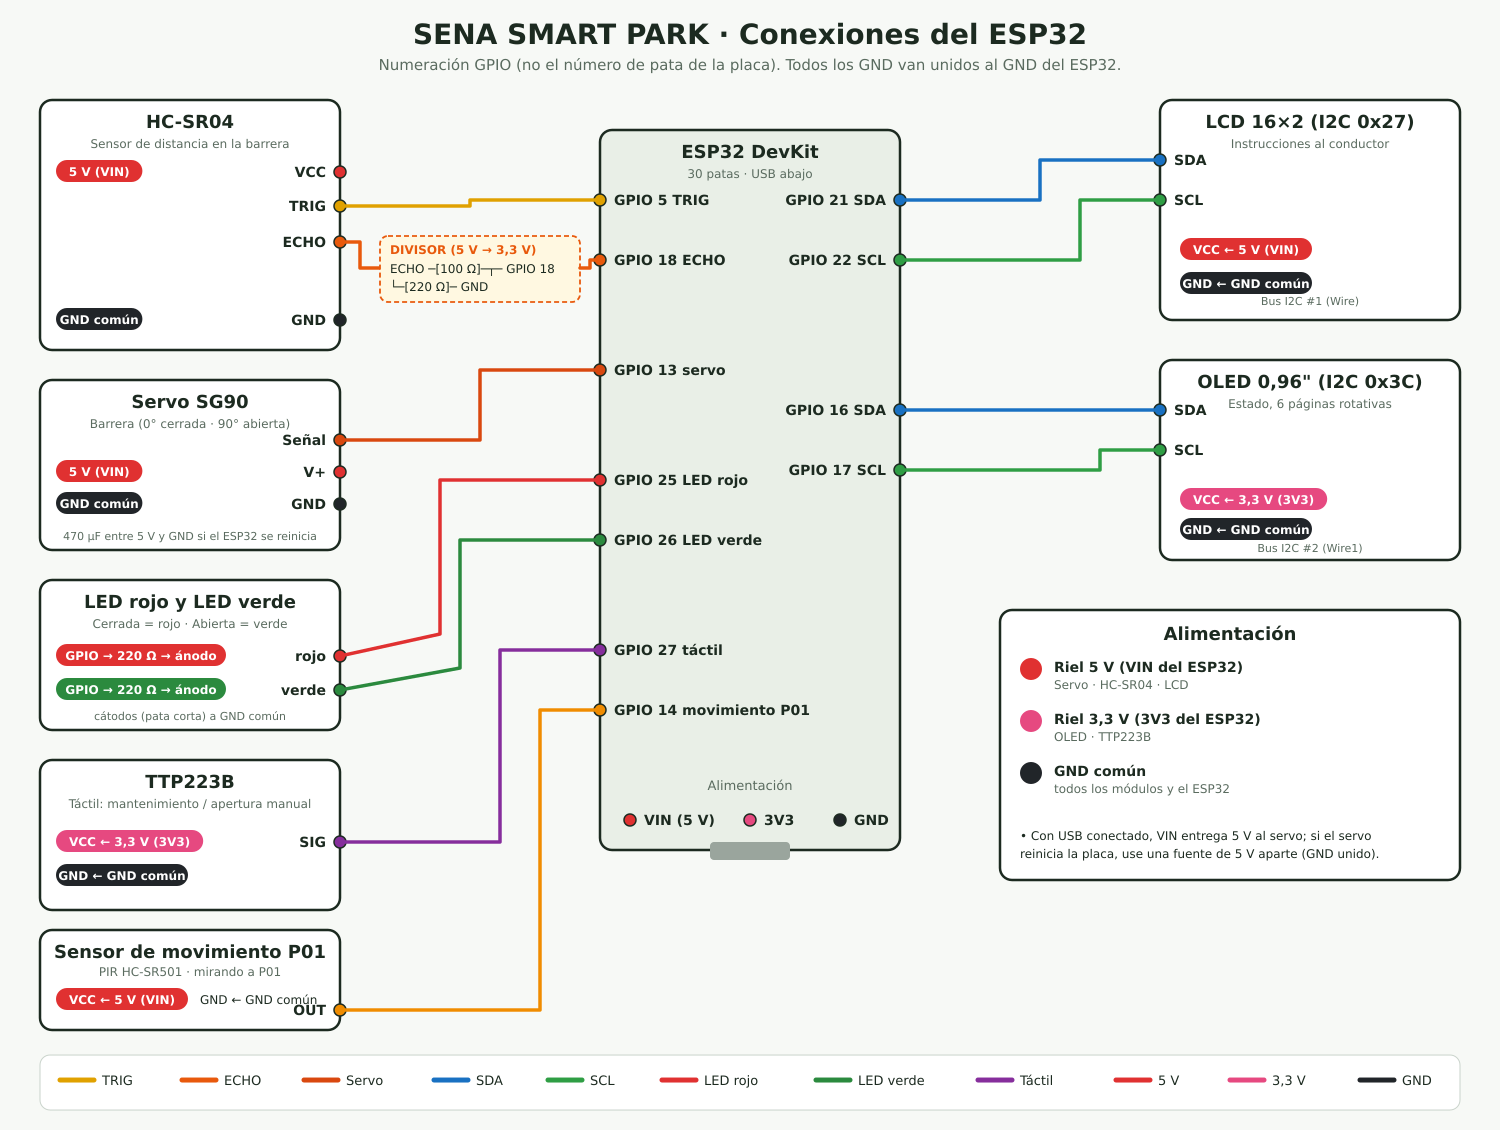 SENA SMART PARK · Conexiones del ESP32
Numeración GPIO (no el número de pata de la placa). Todos los GND van unidos al GND del ESP32.
HC-SR04
Sensor de distancia en la barrera
5 V (VIN)
VCC
TRIG
ECHO
GND común
GND
DIVISOR (5 V → 3,3 V)
ECHO ─[100 Ω]─┬─ GPIO 18
└─[220 Ω]─ GND
Servo SG90
Barrera (0° cerrada · 90° abierta)
Señal
5 V (VIN)
V+
GND común
GND
470 µF entre 5 V y GND si el ESP32 se reinicia
LED rojo y LED verde
Cerrada = rojo · Abierta = verde
GPIO → 220 Ω → ánodo
rojo
GPIO → 220 Ω → ánodo
verde
cátodos (pata corta) a GND común
TTP223B
Táctil: mantenimiento / apertura manual
VCC ← 3,3 V (3V3)
SIG
GND ← GND común
Sensor de movimiento P01
PIR HC-SR501 · mirando a P01
VCC ← 5 V (VIN)
GND ← GND común
OUT
ESP32 DevKit
30 patas · USB abajo
GPIO 5 TRIG
GPIO 21 SDA
GPIO 18 ECHO
GPIO 22 SCL
GPIO 13 servo
GPIO 16 SDA
GPIO 17 SCL
GPIO 25 LED rojo
GPIO 26 LED verde
GPIO 27 táctil
GPIO 14 movimiento P01
Alimentación
VIN (5 V)
3V3
GND
LCD 16×2 (I2C 0x27)
Instrucciones al conductor
SDA
SCL
VCC ← 5 V (VIN)
GND ← GND común
Bus I2C #1 (Wire)
OLED 0,96" (I2C 0x3C)
Estado, 6 páginas rotativas
SDA
SCL
VCC ← 3,3 V (3V3)
GND ← GND común
Bus I2C #2 (Wire1)
Alimentación
Riel 5 V (VIN del ESP32)
Servo · HC-SR04 · LCD
Riel 3,3 V (3V3 del ESP32)
OLED · TTP223B
GND común
todos los módulos y el ESP32
• Con USB conectado, VIN entrega 5 V al servo; si el servo
reinicia la placa, use una fuente de 5 V aparte (GND unido).
TRIG
ECHO
Servo
SDA
SCL
LED rojo
LED verde
Táctil
5 V
3,3 V
GND